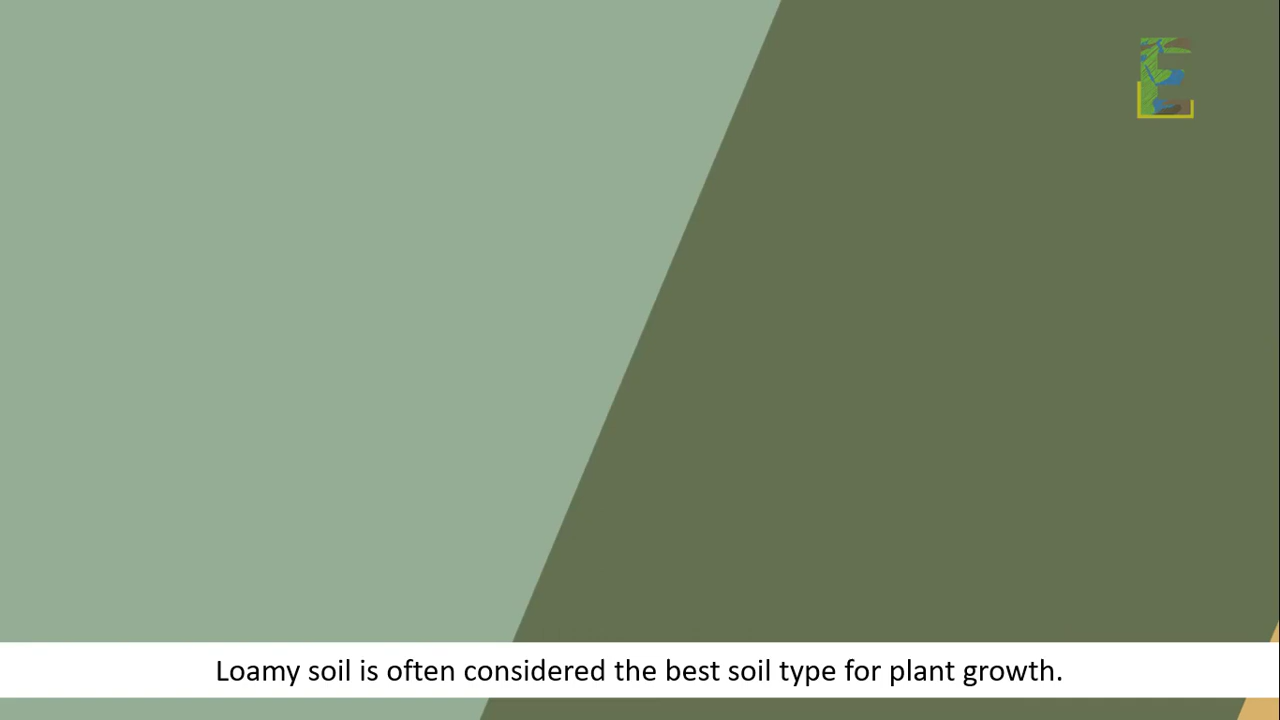 E
Loamy soil is often considered the best soil type for plant growth.